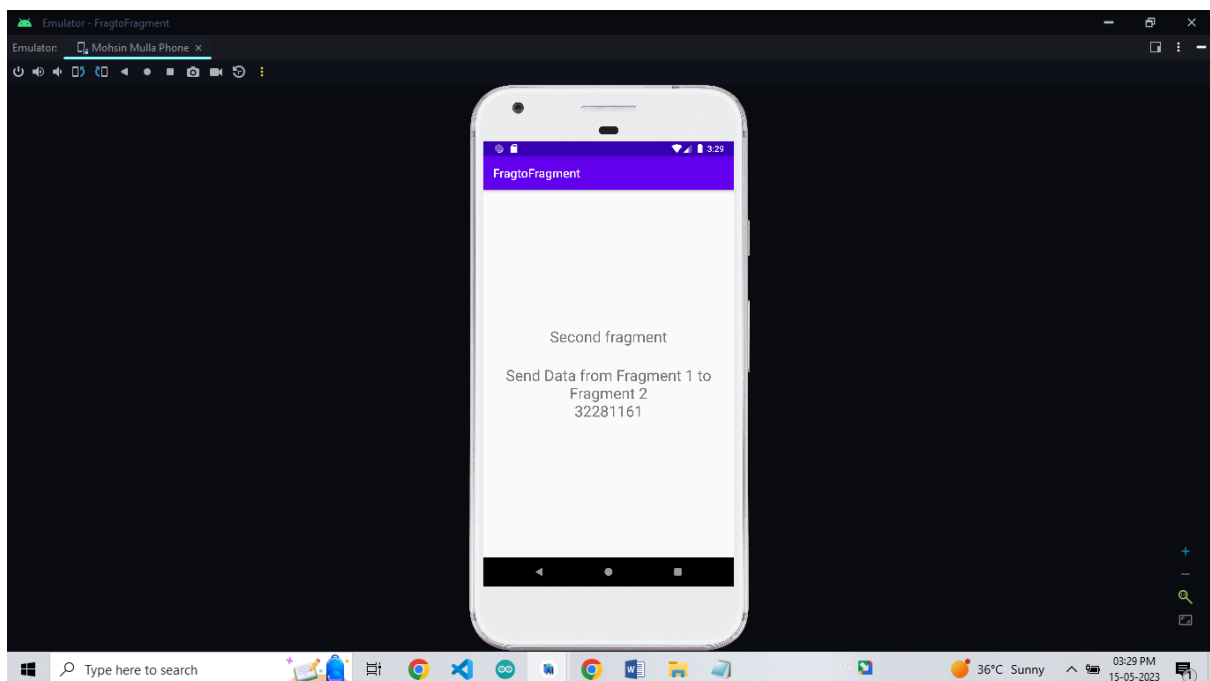 Emulator - FragtoFragment
Emulator: Mohsin Mulla Phone
3:29
FragtoFragment
Second fragment
Send Data from Fragment 1 to
Fragment 2
32281161
Type here to search
36°C Sunny
03:29 PM
15-05-2023